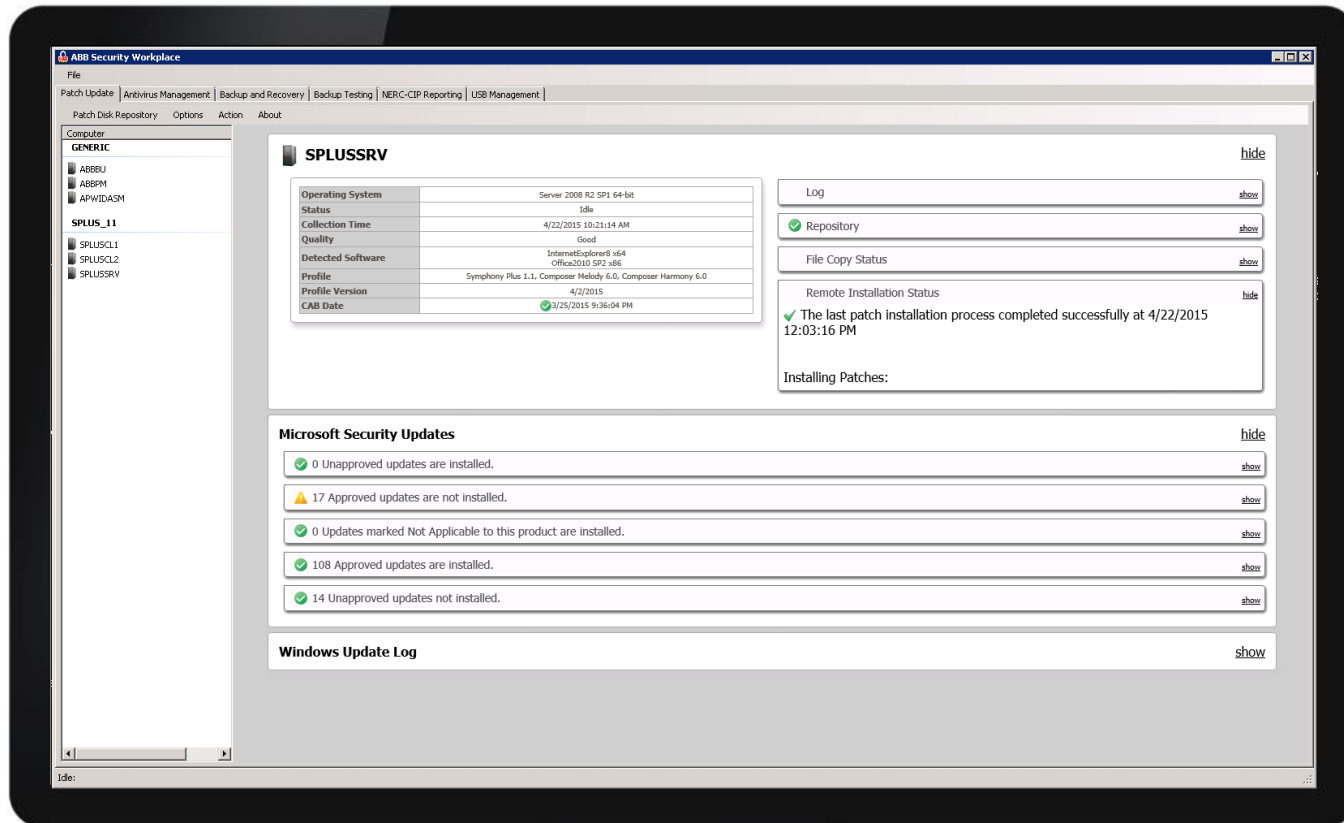 ABB Security Workplace
File
Patch Update Antivirus Management Backup and Recovery Backup Testing NERC-CIP Reporting USB Management
Patch Disk Repository Options Action About
Computer
GENERIC
ABBBU
ABBPM
APWIDASM
SPLUS_11
SPLUSCL1
SPLUSCL2
SPLUSSRV
SPLUSSRV hide
Operating System Server 2008 R2 SP1 64-bit
Status Idle
Collection Time 4/22/2015 10:21:14 AM
Quality Good
Detected Software InternetExplorer8 x64
Office2010 SP2 x86
Profile Symphony Plus 1.1, Composer Melody 6.0, Composer Harmony 6.0
Profile Version 4/2/2015
CAB Date 3/25/2015 9:36:04 PM
Log show
Repository show
File Copy Status show
Remote Installation Status hide
The last patch installation process completed successfully at 4/22/2015
12:03:16 PM
Installing Patches:
Microsoft Security Updates hide
0 Unapproved updates are installed. show
17 Approved updates are not installed. show
0 Updates marked Not Applicable to this product are installed. show
108 Approved updates are installed. show
14 Unapproved updates not installed. show
Windows Update Log show
Idle: